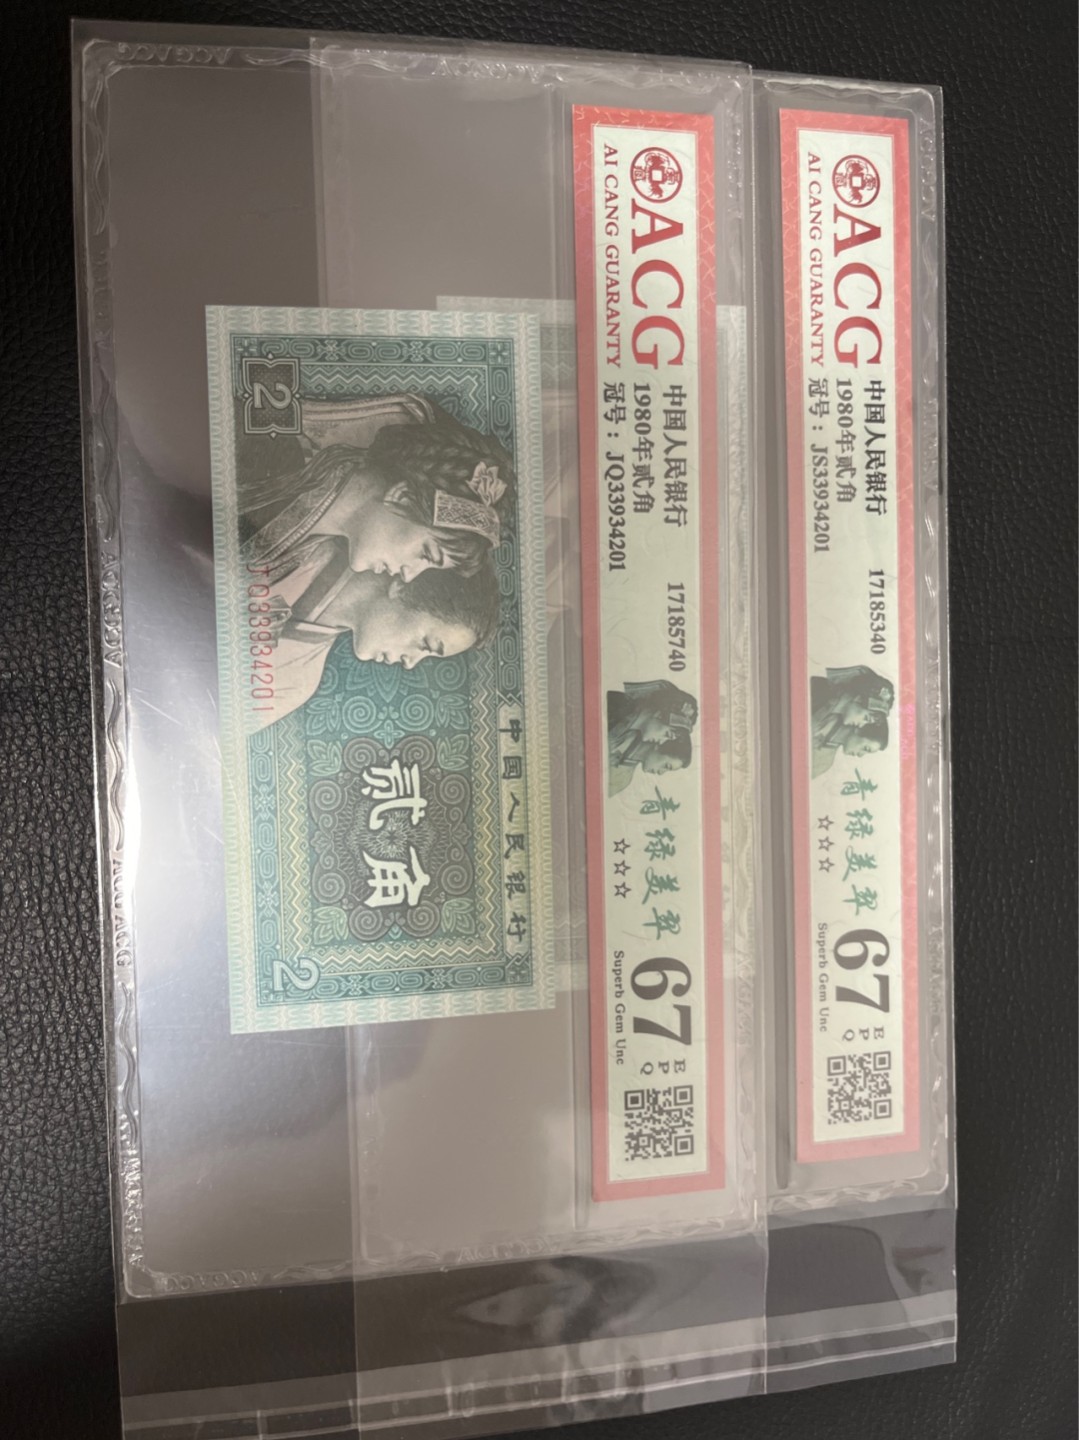 ACG
AI CANG GUARANTY
中国人民银行 17185340
1980年贰角
冠号：JS33934201
青绿美翠
☆☆☆
67 EPQ
Superb Gem Unc
ACG
AI CANG GUARANTY
中国人民银行 17185740
1980年贰角
冠号：JQ33934201
青绿美翠
☆☆☆
67 EPQ
Superb Gem Unc
中国人民银行
贰角
2
2
JQ33934201
ACG ACG